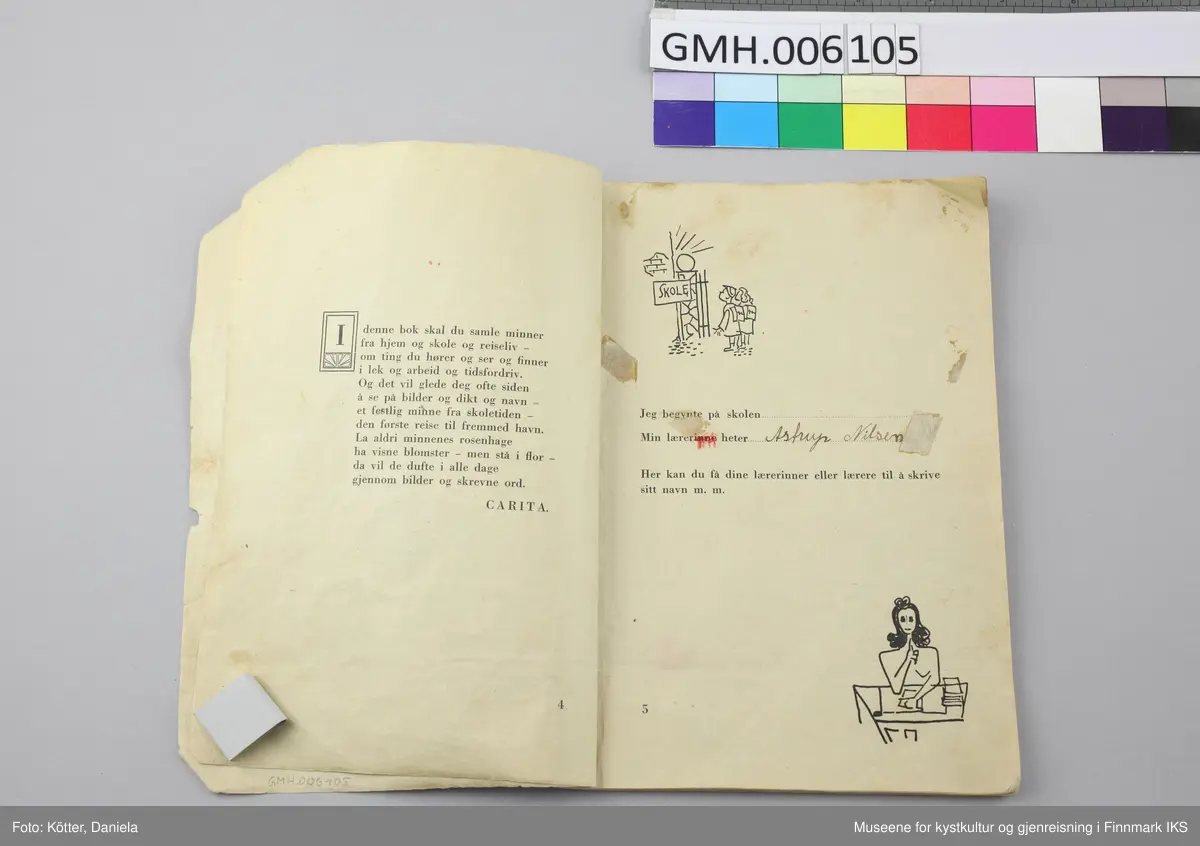 GMH.006105
I denne bok skal du samle minner
fra hjem og skole og reiseliv –
om ting du hører og ser og finner
i lek og arbeid og tidsfordriv.
Og det vil glede deg ofte siden
å se på bilder og dikt og navn –
et festlig minne fra skoletiden –
den første reise til fremmed havn.
La aldri minnenes rosenhage
ha visne blomster – men stå i flor –
da vil de dufte i alle dage
gjennom bilder og skrevne ord.
CARITA.
4
GMH.006105
SKOLE
Jeg begynte på skolen
Min lærerinne heter Astrup Nilsen
Her kan du få dine lærerinner eller lærere til å skrive
sitt navn m. m.
5
Foto: Kötter, Daniela
Museene for kystkultur og gjenreisning i Finnmark IKS